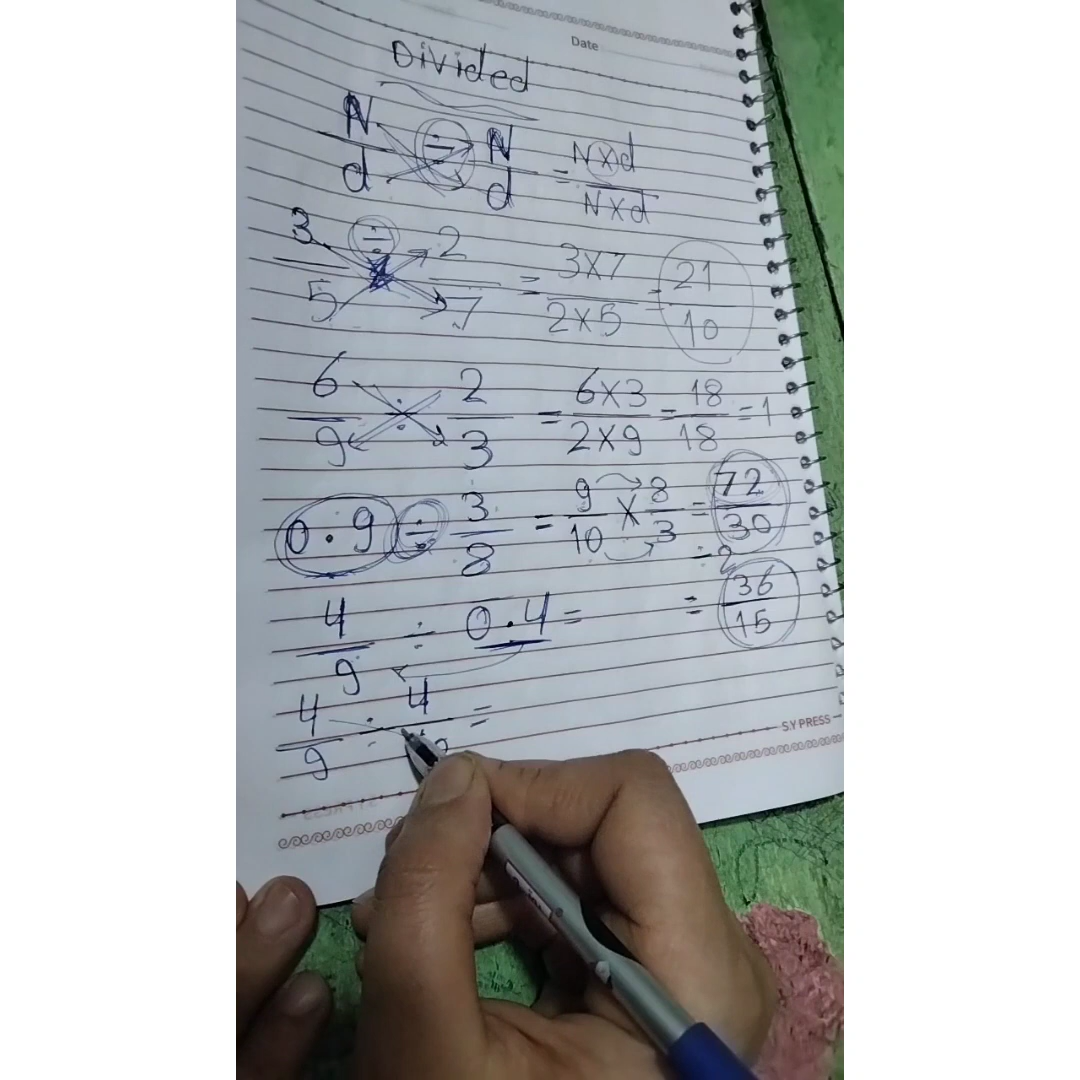 Date
Divided
N/d ÷ N/d = N×d/N×d
3/5 ÷ 2/7 = 3×7/2×5 = 21/10
6/9 ÷ 2/3 = 6×3/2×9 = 18/18 = 1
0.9 ÷ 3/8 = 9/10 × 8/3 = 72/30
÷2
4/9 ÷ 0.4 = = 36/15
4/9 ÷ 4/ =
S.Y PRESS